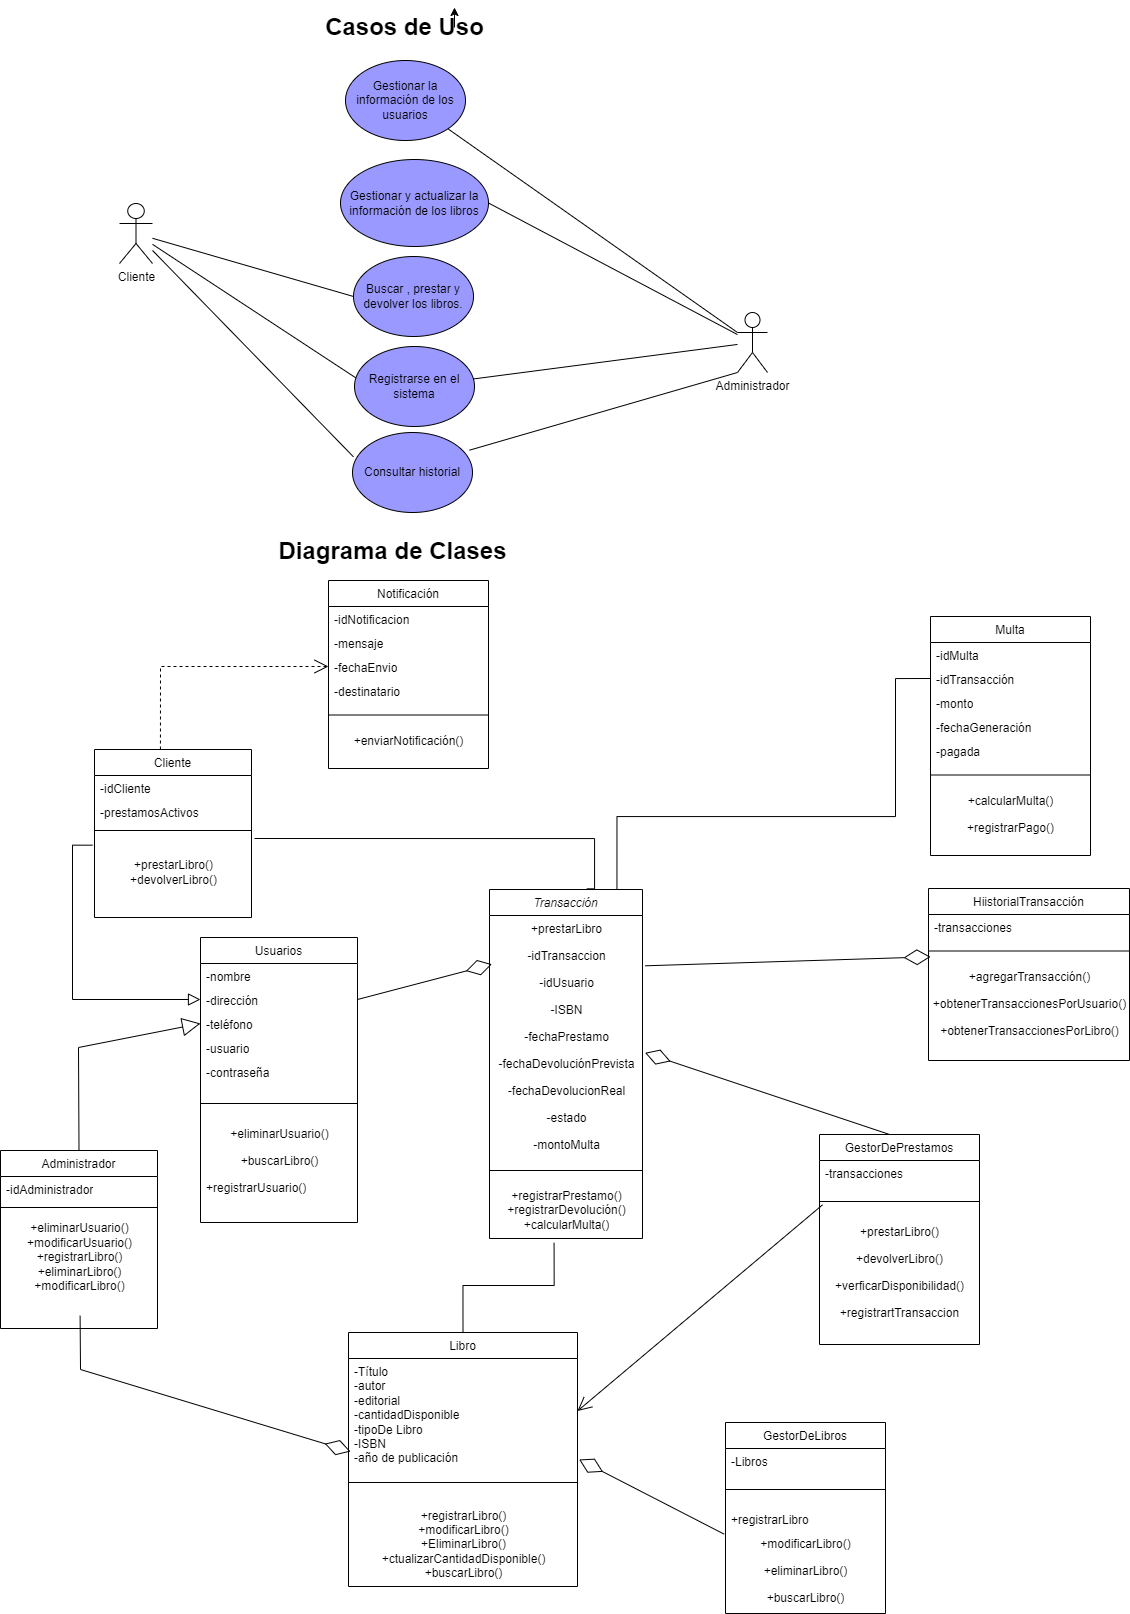 Casos de Uso
Gestionar la
información de los
usuarios
Gestionar y actualizar la
información de los libros
Cliente
Buscar , prestar y
devolver los libros.
Registrarse en el
sistema
Administrador
Consultar historial
Diagrama de Clases
Notificación
-idNotificacion
-mensaje
-fechaEnvio
-destinatario
+enviarNotificación()
Multa
-idMulta
-idTransacción
-monto
-fechaGeneración
-pagada
+calcularMulta()
+registrarPago()
Cliente
-idCliente
-prestamosActivos
+prestarLibro()
+devolverLibro()
Transacción
+prestarLibro
-idTransaccion
-idUsuario
-ISBN
-fechaPrestamo
-fechaDevoluciónPrevista
-fechaDevolucionReal
-estado
-montoMulta
+registrarPrestamo()
+registrarDevolución()
+calcularMulta()
HiistorialTransacción
-transacciones
+agregarTransacción()
+obtenerTransaccionesPorUsuario()
+obtenerTransaccionesPorLibro()
Usuarios
-nombre
-dirección
-teléfono
-usuario
-contraseña
+eliminarUsuario()
+buscarLibro()
+registrarUsuario()
GestorDePrestamos
-transacciones
+prestarLibro()
+devolverLibro()
+verficarDisponibilidad()
+registrartTransaccion
Administrador
-idAdministrador
+eliminarUsuario()
+modificarUsuario()
+registrarLibro()
+eliminarLibro()
+modificarLibro()
Libro
-Título
-autor
-editorial
-cantidadDisponible
-tipoDe Libro
-ISBN
-año de publicación
+registrarLibro()
+modificarLibro()
+EliminarLibro()
+ctualizarCantidadDisponible()
+buscarLibro()
GestorDeLibros
-Libros
+registrarLibro
+modificarLibro()
+eliminarLibro()
+buscarLibro()